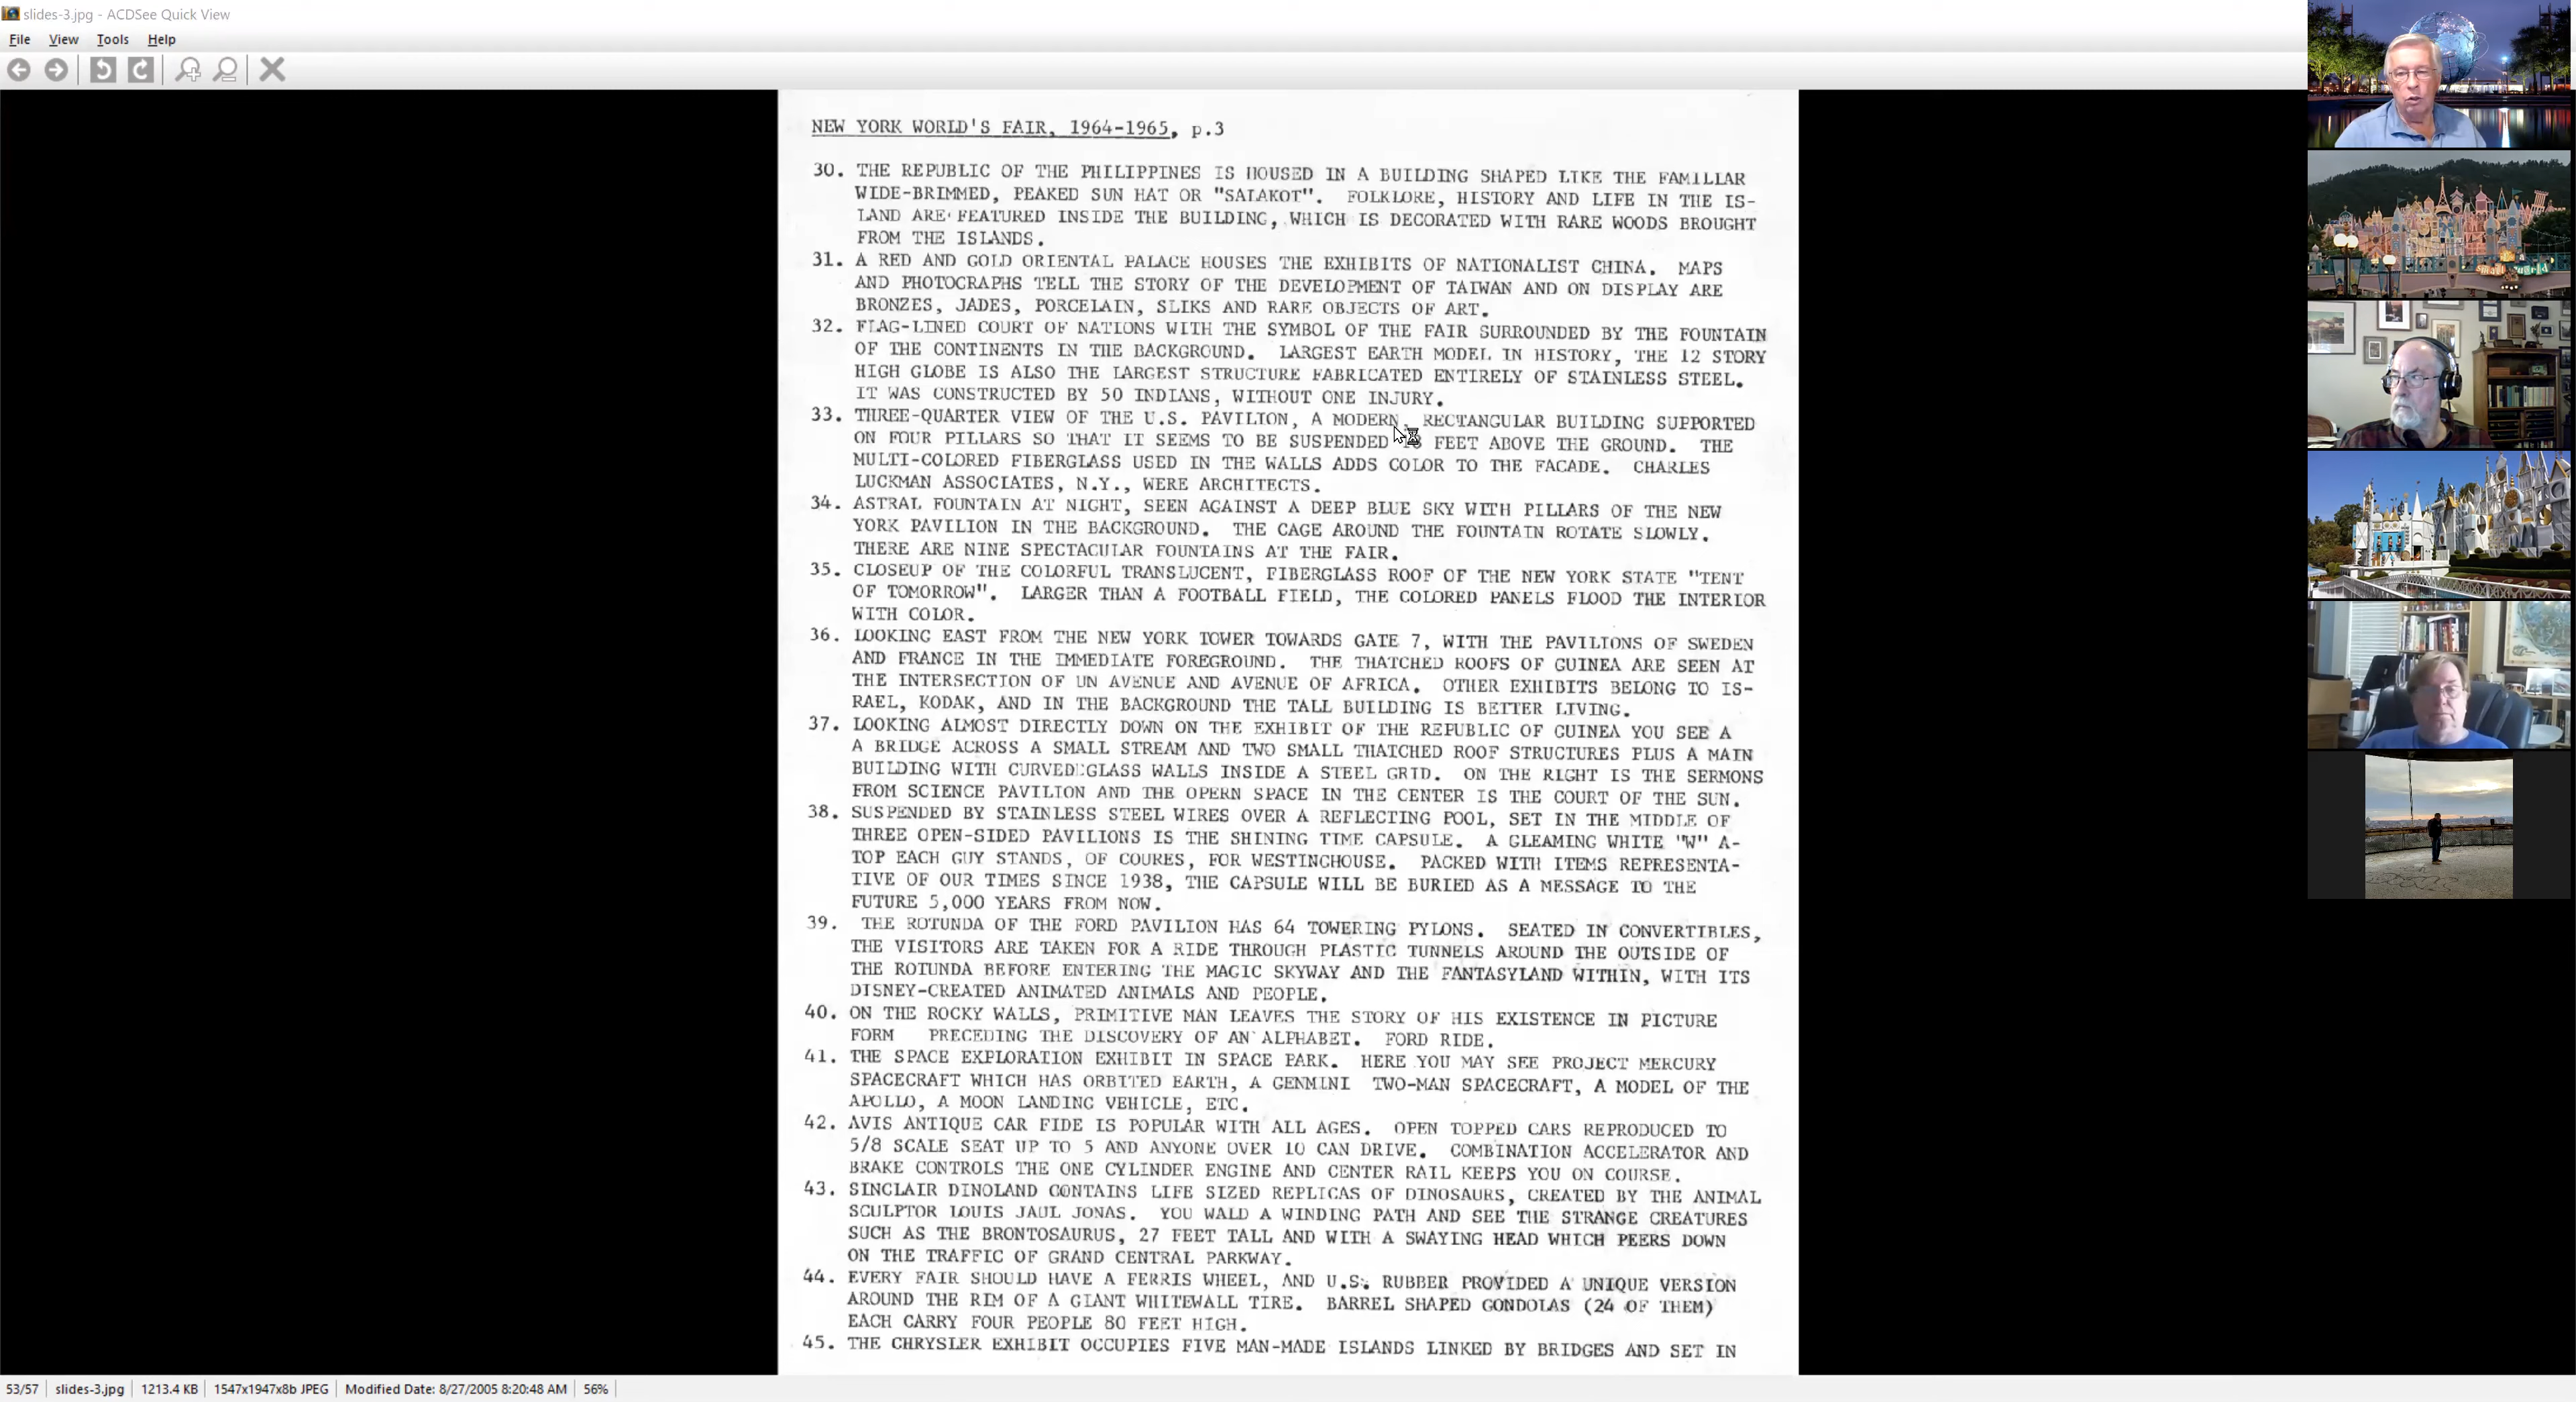 slides-3.jpg - ACDSee Quick View
File View Tools Help
NEW YORK WORLD'S FAIR, 1964-1965, p.3
30. THE REPUBLIC OF THE PHILIPPINES IS HOUSED IN A BUILDING SHAPED LIKE THE FAMILIAR
WIDE-BRIMMED, PEAKED SUN HAT OR "SALAKOT". FOLKLORE, HISTORY AND LIFE IN THE IS-
LAND ARE FEATURED INSIDE THE BUILDING, WHICH IS DECORATED WITH RARE WOODS BROUGHT
FROM THE ISLANDS.
31. A RED AND GOLD ORIENTAL PALACE HOUSES THE EXHIBITS OF NATIONALIST CHINA. MAPS
AND PHOTOGRAPHS TELL THE STORY OF THE DEVELOPMENT OF TAIWAN AND ON DISPLAY ARE
BRONZES, JADES, PORCELAIN, SLIKS AND RARE OBJECTS OF ART.
32. FLAG-LINED COURT OF NATIONS WITH THE SYMBOL OF THE FAIR SURROUNDED BY THE FOUNTAIN
OF THE CONTINENTS IN THE BACKGROUND. LARGEST EARTH MODEL IN HISTORY, THE 12 STORY
HIGH GLOBE IS ALSO THE LARGEST STRUCTURE FABRICATED ENTIRELY OF STAINLESS STEEL.
IT WAS CONSTRUCTED BY 50 INDIANS, WITHOUT ONE INJURY.
33. THREE-QUARTER VIEW OF THE U.S. PAVILION, A MODERN, RECTANGULAR BUILDING SUPPORTED
ON FOUR PILLARS SO THAT IT SEEMS TO BE SUSPENDED FEET ABOVE THE GROUND. THE
MULTI-COLORED FIBERGLASS USED IN THE WALLS ADDS COLOR TO THE FACADE. CHARLES
LUCKMAN ASSOCIATES, N.Y., WERE ARCHITECTS.
34. ASTRAL FOUNTAIN AT NIGHT, SEEN AGAINST A DEEP BLUE SKY WITH PILLARS OF THE NEW
YORK PAVILION IN THE BACKGROUND. THE CAGE AROUND THE FOUNTAIN ROTATE SLOWLY.
THERE ARE NINE SPECTACULAR FOUNTAINS AT THE FAIR.
35. CLOSEUP OF THE COLORFUL TRANSLUCENT, FIBERGLASS ROOF OF THE NEW YORK STATE "TENT
OF TOMORROW". LARGER THAN A FOOTBALL FIELD, THE COLORED PANELS FLOOD THE INTERIOR
WITH COLOR.
36. LOOKING EAST FROM THE NEW YORK TOWER TOWARDS GATE 7, WITH THE PAVILIONS OF SWEDEN
AND FRANCE IN THE IMMEDIATE FOREGROUND. THE THATCHED ROOFS OF GUINEA ARE SEEN AT
THE INTERSECTION OF UN AVENUE AND AVENUE OF AFRICA. OTHER EXHIBITS BELONG TO IS-
RAEL, KODAK, AND IN THE BACKGROUND THE TALL BUILDING IS BETTER LIVING.
37. LOOKING ALMOST DIRECTLY DOWN ON THE EXHIBIT OF THE REPUBLIC OF GUINEA YOU SEE A
A BRIDGE ACROSS A SMALL STREAM AND TWO SMALL THATCHED ROOF STRUCTURES PLUS A MAIN
BUILDING WITH CURVED GLASS WALLS INSIDE A STEEL GRID. ON THE RIGHT IS THE SERMONS
FROM SCIENCE PAVILION AND THE OPERN SPACE IN THE CENTER IS THE COURT OF THE SUN.
38. SUSPENDED BY STAINLESS STEEL WIRES OVER A REFLECTING POOL, SET IN THE MIDDLE OF
THREE OPEN-SIDED PAVILIONS IS THE SHINING TIME CAPSULE. A GLEAMING WHITE "W" A-
TOP EACH GUY STANDS, OF COURES, FOR WESTINGHOUSE. PACKED WITH ITEMS REPRESENTA-
TIVE OF OUR TIMES SINCE 1938, THE CAPSULE WILL BE BURIED AS A MESSAGE TO THE
FUTURE 5,000 YEARS FROM NOW.
39. THE ROTUNDA OF THE FORD PAVILION HAS 64 TOWERING PYLONS. SEATED IN CONVERTIBLES,
THE VISITORS ARE TAKEN FOR A RIDE THROUGH PLASTIC TUNNELS AROUND THE OUTSIDE OF
THE ROTUNDA BEFORE ENTERING THE MAGIC SKYWAY AND THE FANTASYLAND WITHIN, WITH ITS
DISNEY-CREATED ANIMATED ANIMALS AND PEOPLE.
40. ON THE ROCKY WALLS, PRIMITIVE MAN LEAVES THE STORY OF HIS EXISTENCE IN PICTURE
FORM PRECEDING THE DISCOVERY OF AN ALPHABET. FORD RIDE.
41. THE SPACE EXPLORATION EXHIBIT IN SPACE PARK. HERE YOU MAY SEE PROJECT MERCURY
SPACECRAFT WHICH HAS ORBITED EARTH, A GENMINI TWO-MAN SPACECRAFT, A MODEL OF THE
APOLLO, A MOON LANDING VEHICLE, ETC.
42. AVIS ANTIQUE CAR FIDE IS POPULAR WITH ALL AGES. OPEN TOPPED CARS REPRODUCED TO
5/8 SCALE SEAT UP TO 5 AND ANYONE OVER 10 CAN DRIVE. COMBINATION ACCELERATOR AND
BRAKE CONTROLS THE ONE CYLINDER ENGINE AND CENTER RAIL KEEPS YOU ON COURSE.
43. SINCLAIR DINOLAND CONTAINS LIFE SIZED REPLICAS OF DINOSAURS, CREATED BY THE ANIMAL
SCULPTOR LOUIS JAUL JONAS. YOU WALD A WINDING PATH AND SEE THE STRANGE CREATURES
SUCH AS THE BRONTOSAURUS, 27 FEET TALL AND WITH A SWAYING HEAD WHICH PEERS DOWN
ON THE TRAFFIC OF GRAND CENTRAL PARKWAY.
44. EVERY FAIR SHOULD HAVE A FERRIS WHEEL, AND U.S. RUBBER PROVIDED A UNIQUE VERSION
AROUND THE RIM OF A GIANT WHITEWALL TIRE. BARREL SHAPED GONDOLAS (24 OF THEM)
EACH CARRY FOUR PEOPLE 80 FEET HIGH.
45. THE CHRYSLER EXHIBIT OCCUPIES FIVE MAN-MADE ISLANDS LINKED BY BRIDGES AND SET IN
53/57 slides-3.jpg 1213.4 KB 1547x1947x8b JPEG Modified Date: 8/27/2005 8:20:48 AM 56%